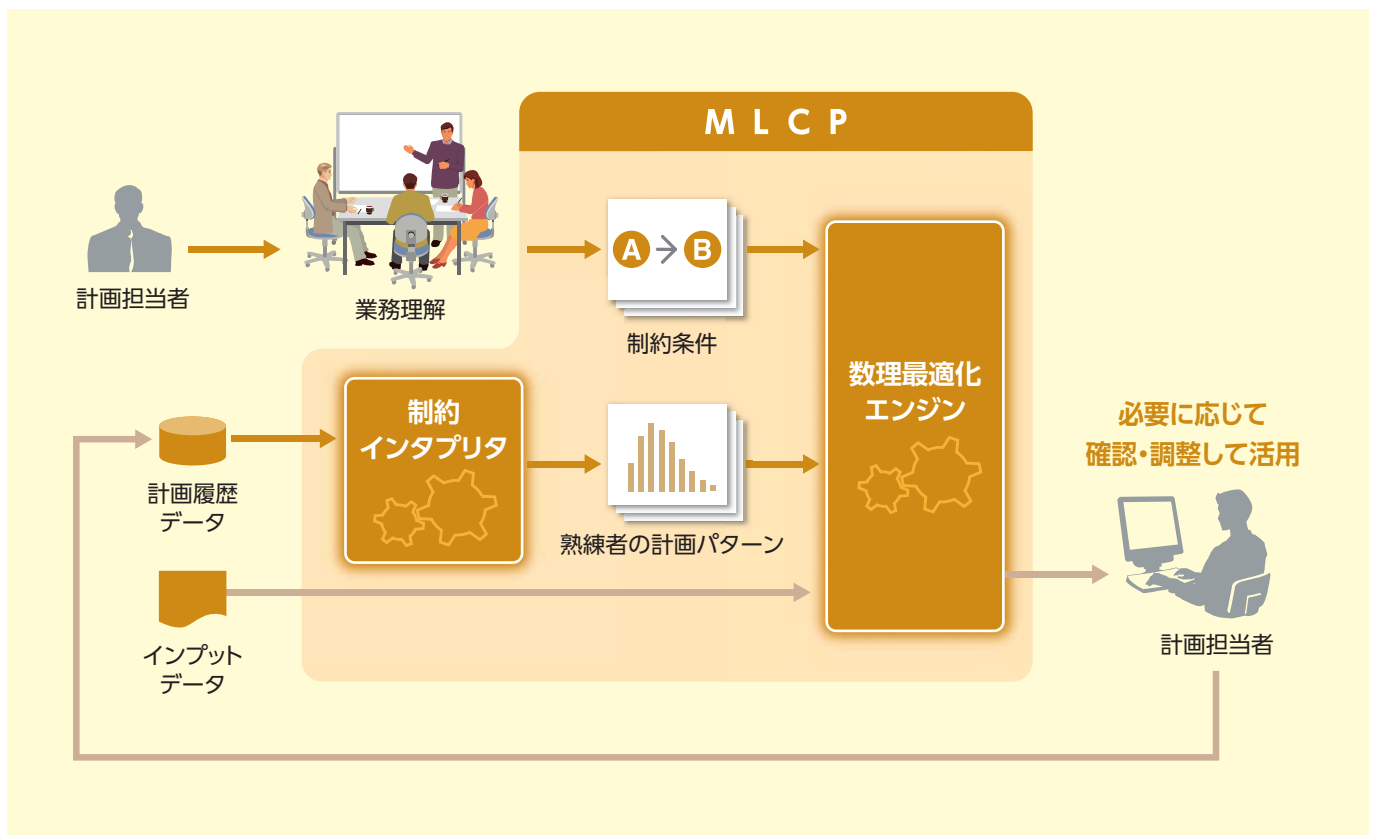 MLCP
A
B
計画担当者
業務理解
制約条件
数理最適化
エンジン
制約
インタプリタ
計画履歴
データ
熟練者の計画パターン
必要に応じて
確認・調整して活用
インプット
データ
計画担当者